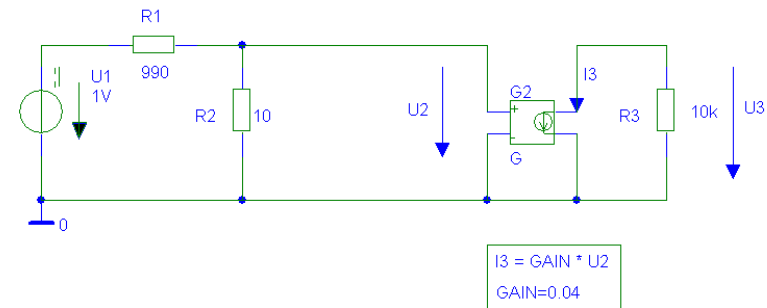 R1
990
U1
1V
R2
10
U2
G2
+
-
G
I3
R3
10k
U3
0
I3 = GAIN * U2
GAIN=0.04